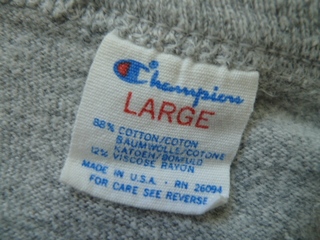 Champion
LARGE
88% COTTON/COTON
BAUMWOLLE/COTONE
KATOEN/BOMULD
12% VISCOSE RAYON
MADE IN U.S.A. · RN 26094
FOR CARE SEE REVERSE